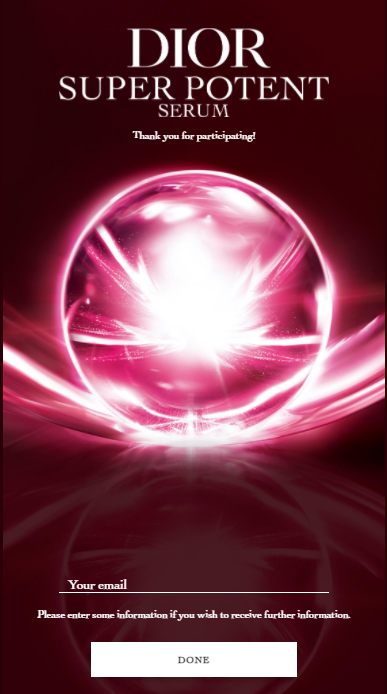 DIOR
SUPER POTENT
SERUM
Thank you for participating!
Your email
Please enter some information if you wish to receive further information.
DONE